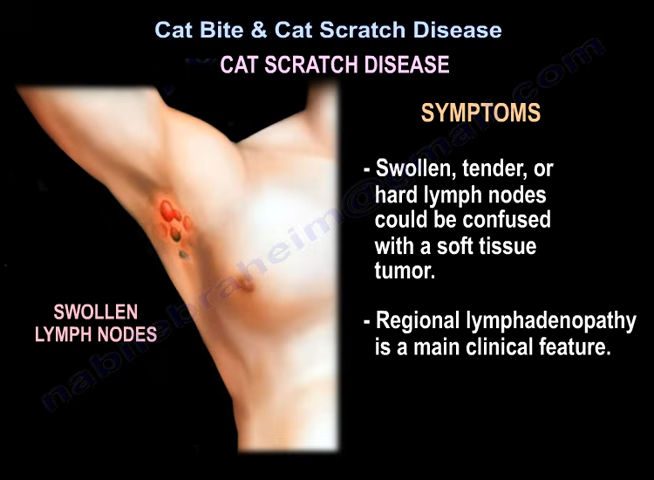 Cat Bite & Cat Scratch Disease
CAT SCRATCH DISEASE
SYMPTOMS
- Swollen, tender, or
hard lymph nodes
could be confused
with a soft tissue
tumor.
- Regional lymphadenopathy
is a main clinical feature.
SWOLLEN
LYMPH NODES